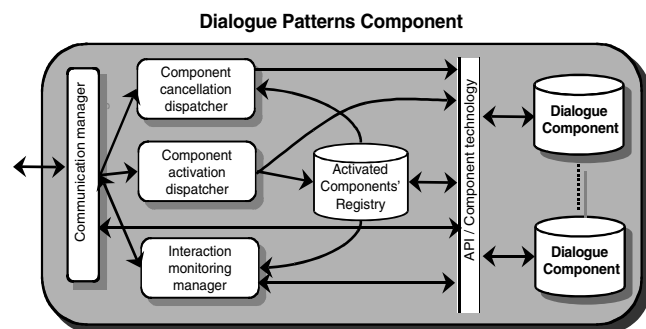 Dialogue Patterns Component
Communication manager
Component
cancellation
dispatcher
Component
activation
dispatcher
Interaction
monitoring
manager
Activated
Components'
Registry
API / Component technology
Dialogue
Component
Dialogue
Component